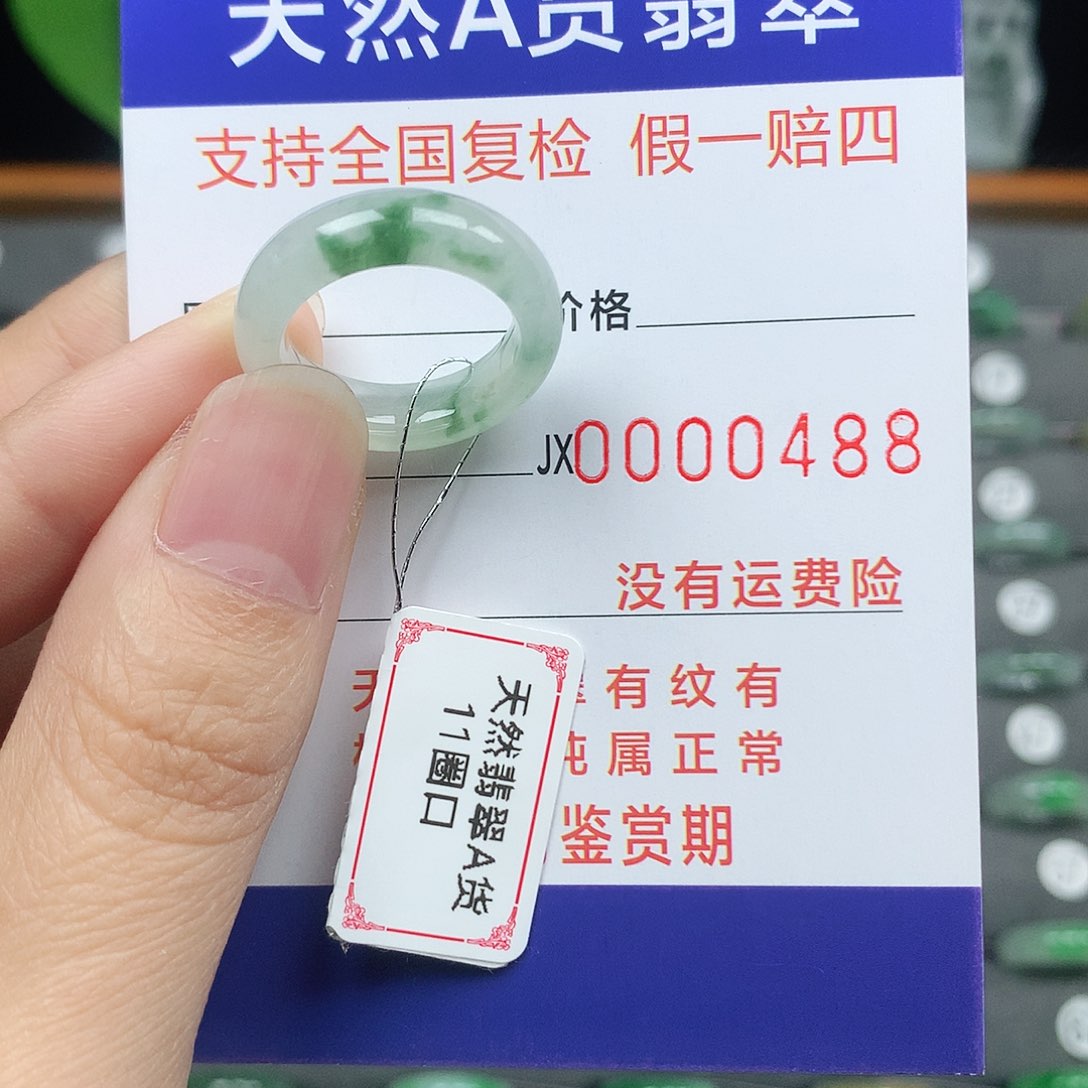 天然A货翡翠
支持全国复检 假一赔四
价格
JX0000488
没有运费险
有纹有
纯属正常
鉴赏期
天然翡翠A货
11圈口